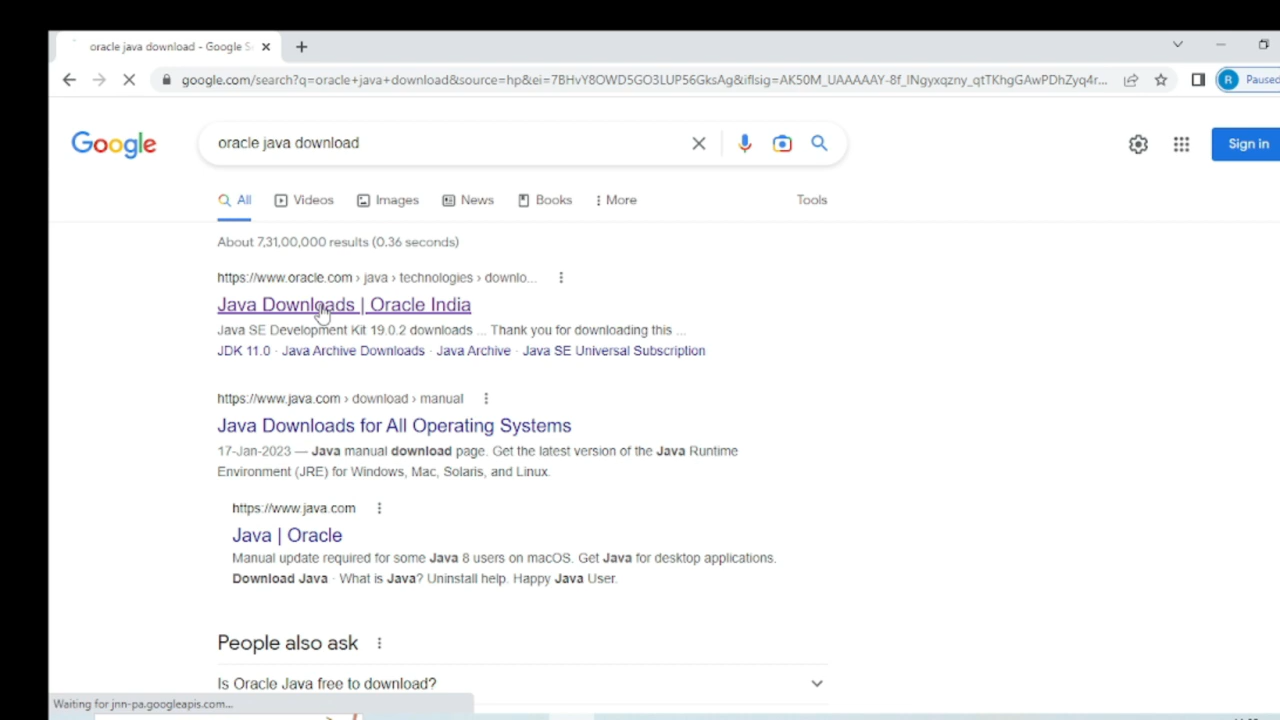 oracle java download - Google S
google.com/search?q=oracle+java+download&source=hp&ei=7BHvY8OWD5GO3LUP56GksAg&iflsig=AK50M_UAAAAAY-8f_lNgyxqzny_qtTKhgGAwPDhZyq4r...
R Paused
Google
oracle java download
Sign in
All Videos Images News Books More Tools
About 7,31,00,000 results (0.36 seconds)
https://www.oracle.com › java › technologies › downlo...
Java Downloads | Oracle India
Java SE Development Kit 19.0.2 downloads ... Thank you for downloading this ...
JDK 11.0 · Java Archive Downloads · Java Archive · Java SE Universal Subscription
https://www.java.com › download › manual
Java Downloads for All Operating Systems
17-Jan-2023 — Java manual download page. Get the latest version of the Java Runtime
Environment (JRE) for Windows, Mac, Solaris, and Linux.
https://www.java.com
Java | Oracle
Manual update required for some Java 8 users on macOS. Get Java for desktop applications.
Download Java · What is Java? Uninstall help. Happy Java User.
People also ask
Is Oracle Java free to download?
Waiting for jnn-pa.googleapis.com...